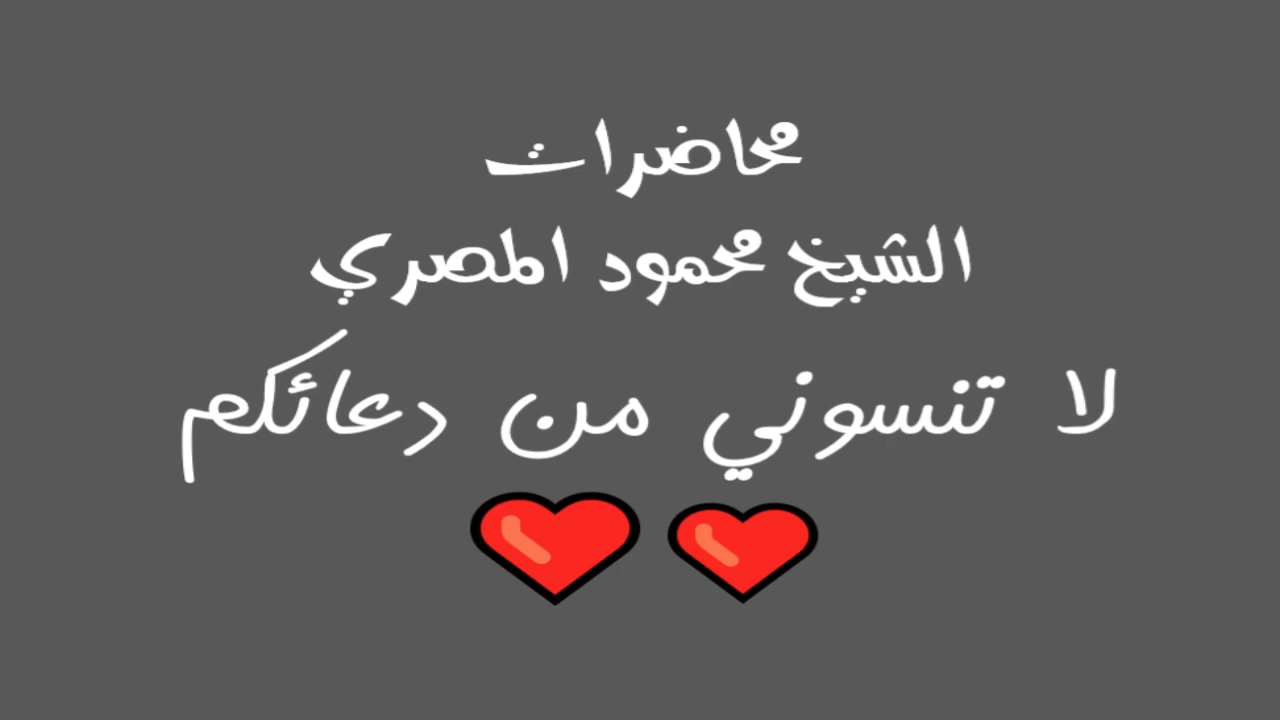 محاضرات
الشيخ محمود المصري
لا تنسوني من دعائكم